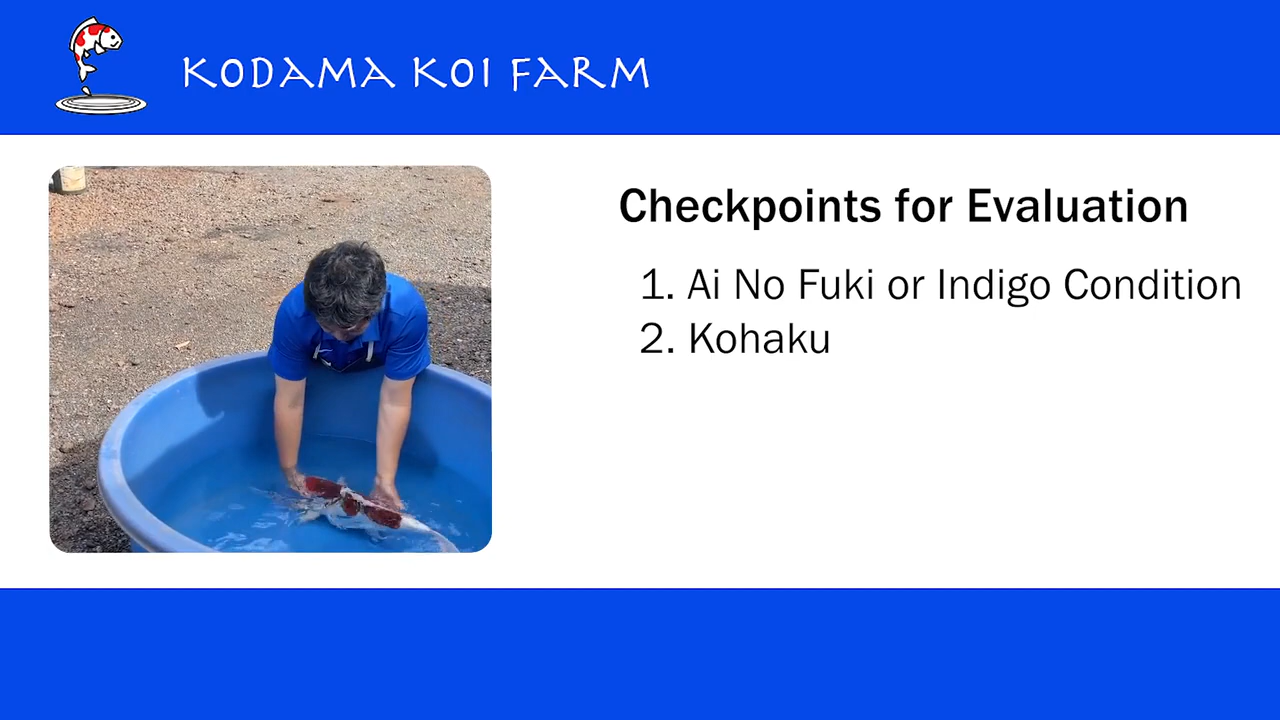 KODAMA KOI FARM
Checkpoints for Evaluation
1. Ai No Fuki or Indigo Condition
2. Kohaku